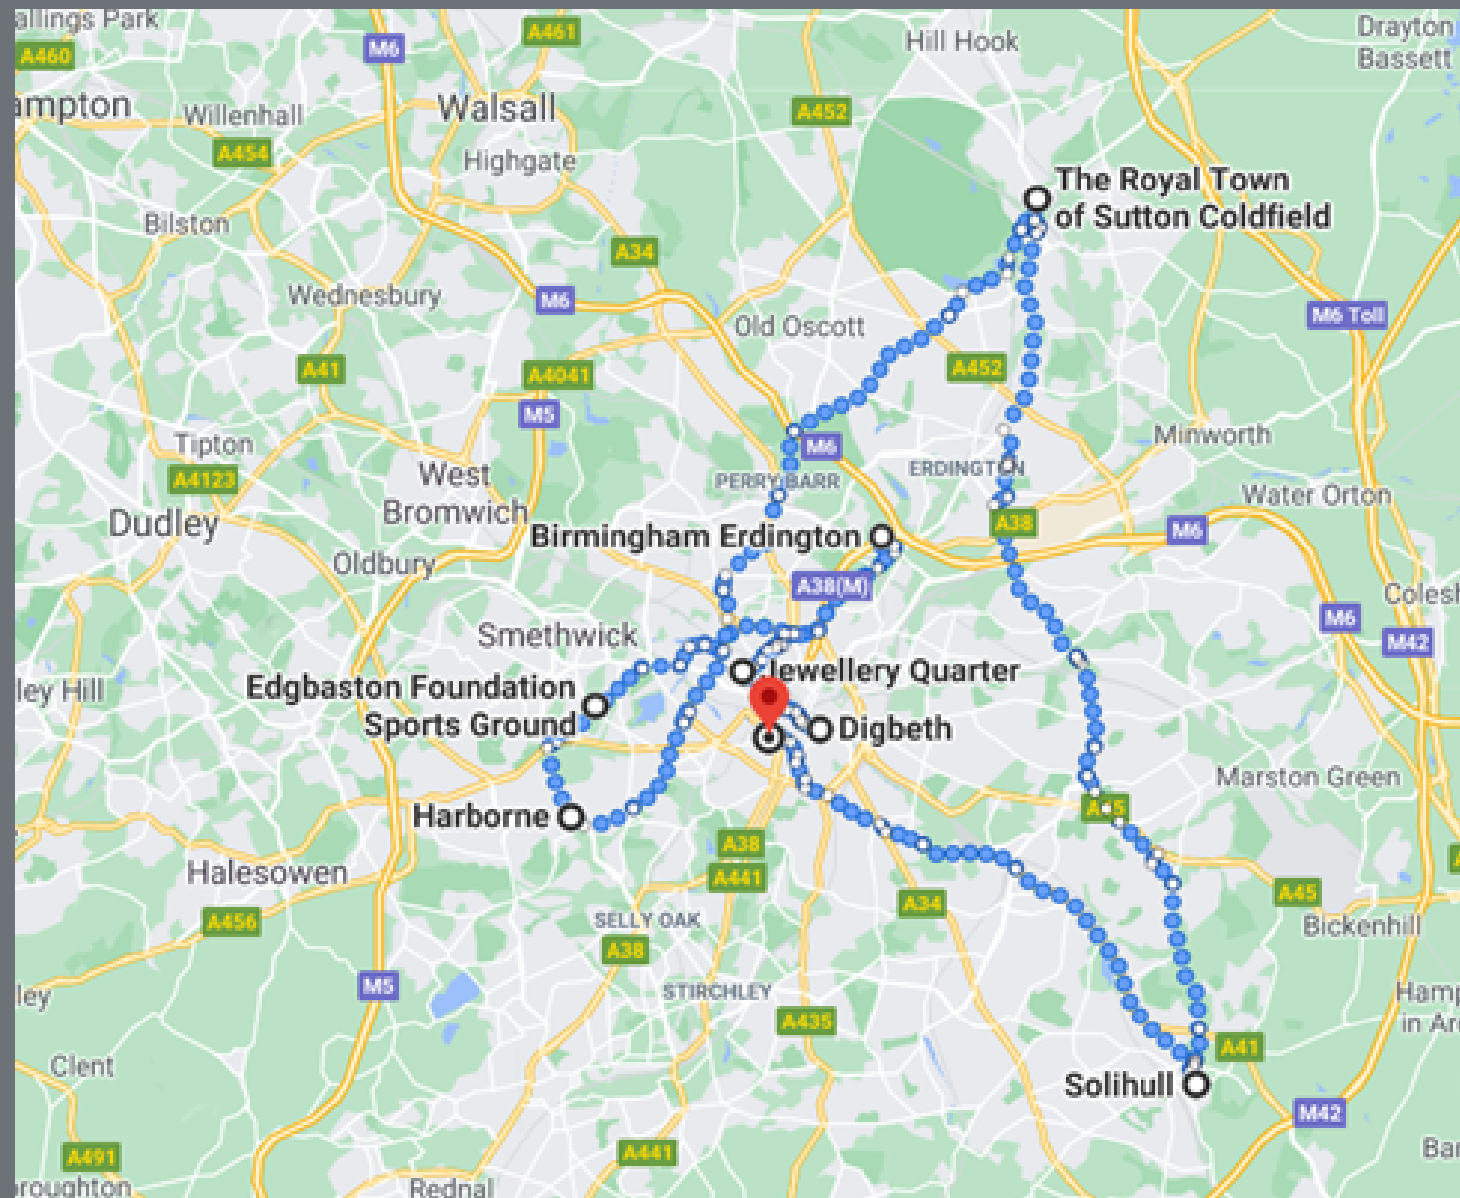 allings Park
A461
Hill Hook
Drayton
Bassett
A460
M6
ampton
Willenhall
Walsall
A452
A454
Highgate
The Royal Town
of Sutton Coldfield
Bilston
A34
Wednesbury
M6
M6 Toll
Old Oscott
A41
A4041
A452
M5
Tipton
M6
Minworth
West
Bromwich
PERRY BARR
ERDINGTON
A4123
Water Orton
Dudley
A38
M6
Birmingham Erdington
Oldbury
A38(M)
Colesh
M6
M42
Smethwick
Jewellery Quarter
ley Hill
Edgbaston Foundation
Sports Ground
Digbeth
Marston Green
Harborne
A45
A38
Halesowen
A441
A45
A34
A456
SELLY OAK
Bickenhill
A38
M5
STIRCHLEY
ley
Hamp
in Ar
A435
A41
Clent
Solihull
M42
A441
A491
Bar
roughton
Rednal